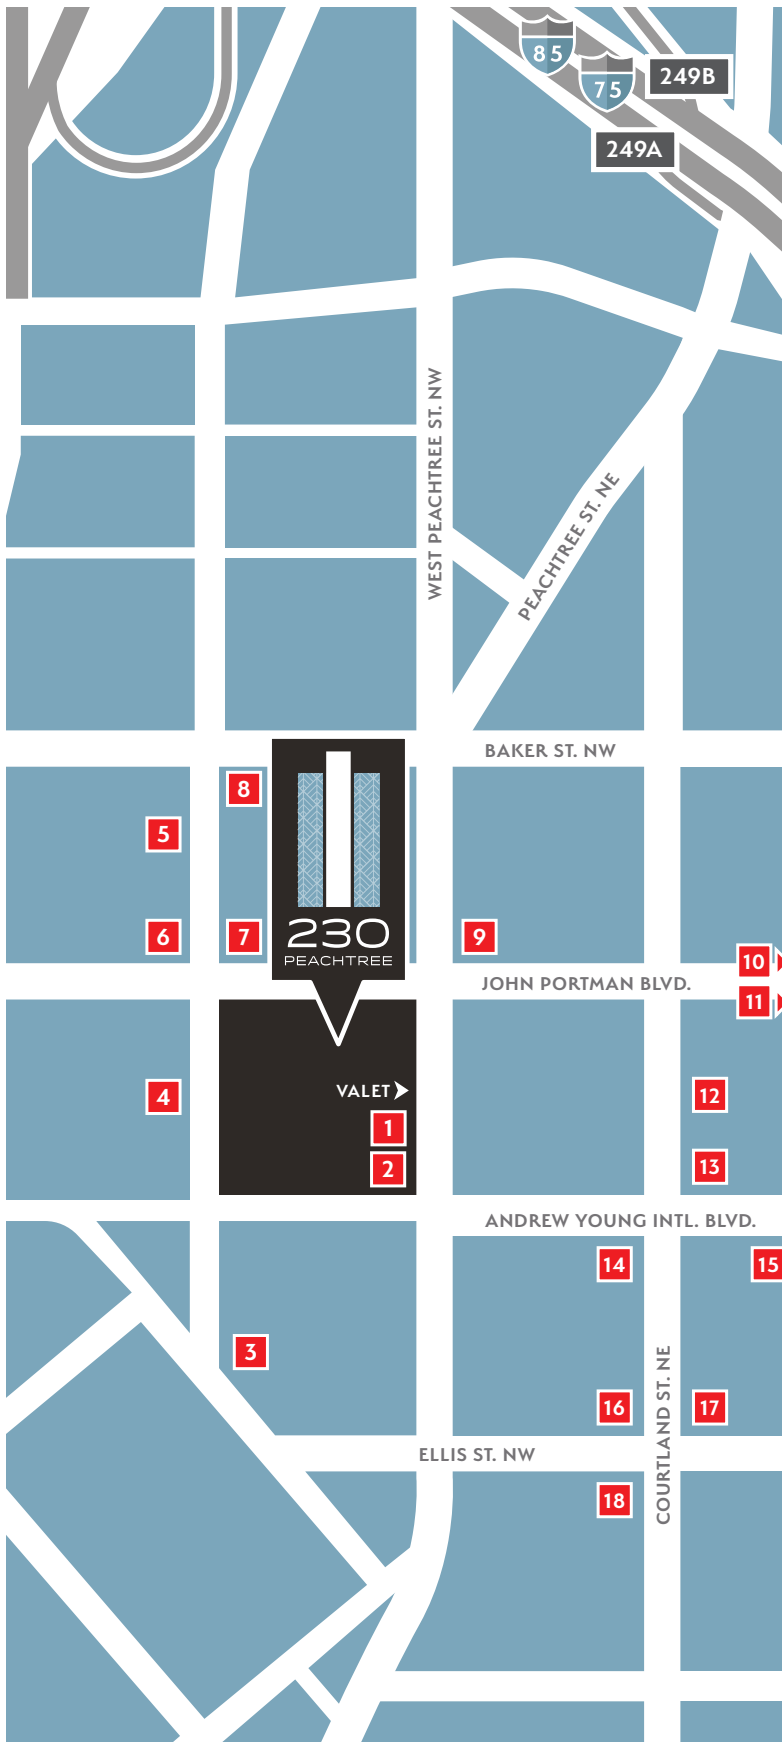 85
75
249B
249A
WEST PEACHTREE ST. NW
PEACHTREE ST. NE
BAKER ST. NW
8
5
6
7
230
PEACHTREE
9
10
JOHN PORTMAN BLVD.
11
VALET
4
12
1
2
13
ANDREW YOUNG INTL. BLVD.
14
15
3
COURTLAND ST. NE
16
17
ELLIS ST. NW
18